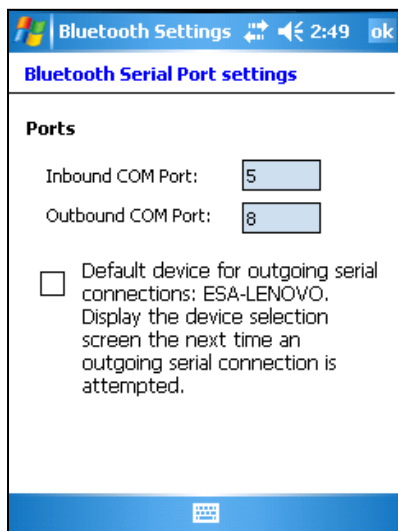 Bluetooth Settings 2:49 ok
Bluetooth Serial Port settings
Ports
Inbound COM Port: 5
Outbound COM Port: 8
Default device for outgoing serial
connections: ESA-LENOVO.
Display the device selection
screen the next time an
outgoing serial connection is
attempted.